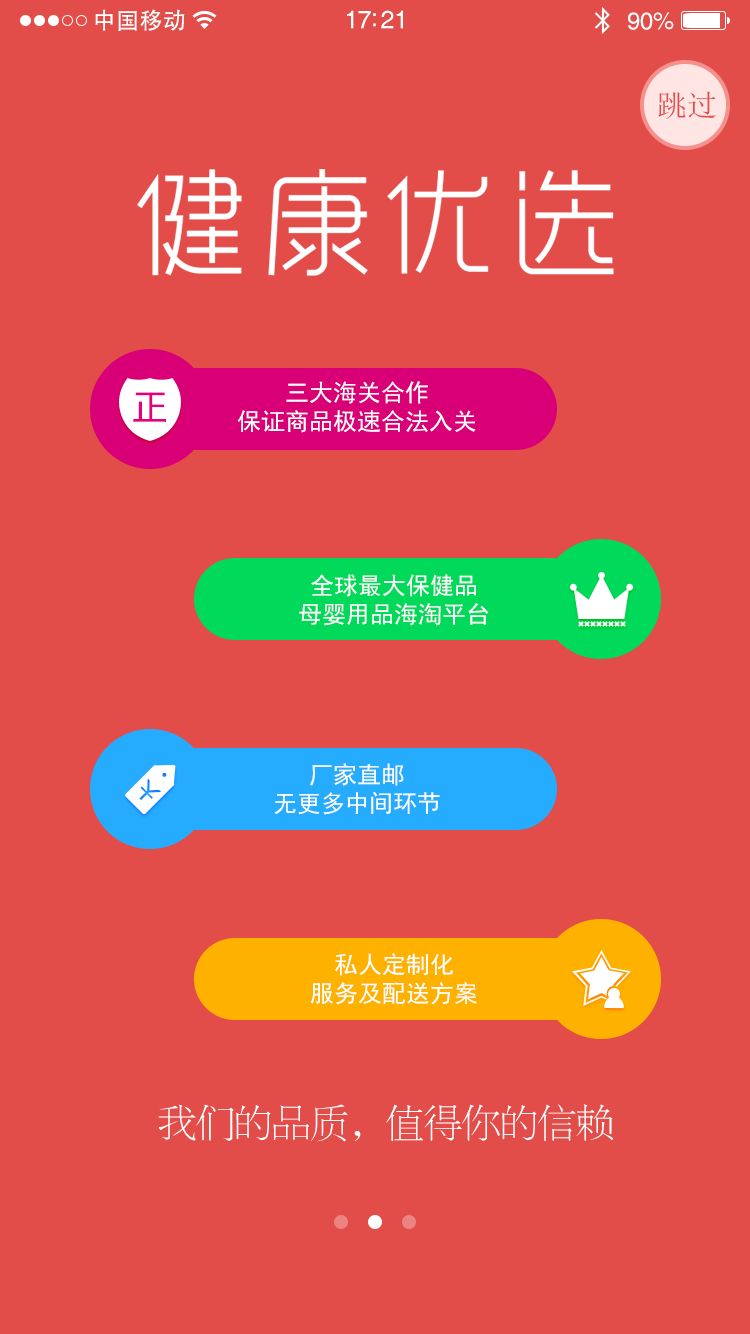 中国移动 17:21 90%
跳过
健康优选
正
三大海关合作
保证商品极速合法入关
全球最大保健品
母婴用品海淘平台
厂家直邮
无更多中间环节
私人定制化
服务及配送方案
我们的品质，值得你的信赖